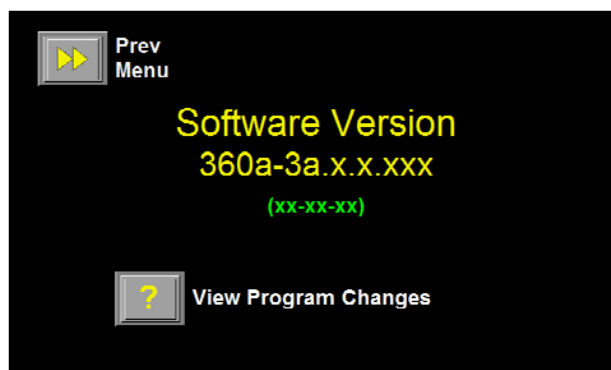 Prev
Menu
Software Version
360a-3a.x.x.xxx
(xx-xx-xx)
?
View Program Changes